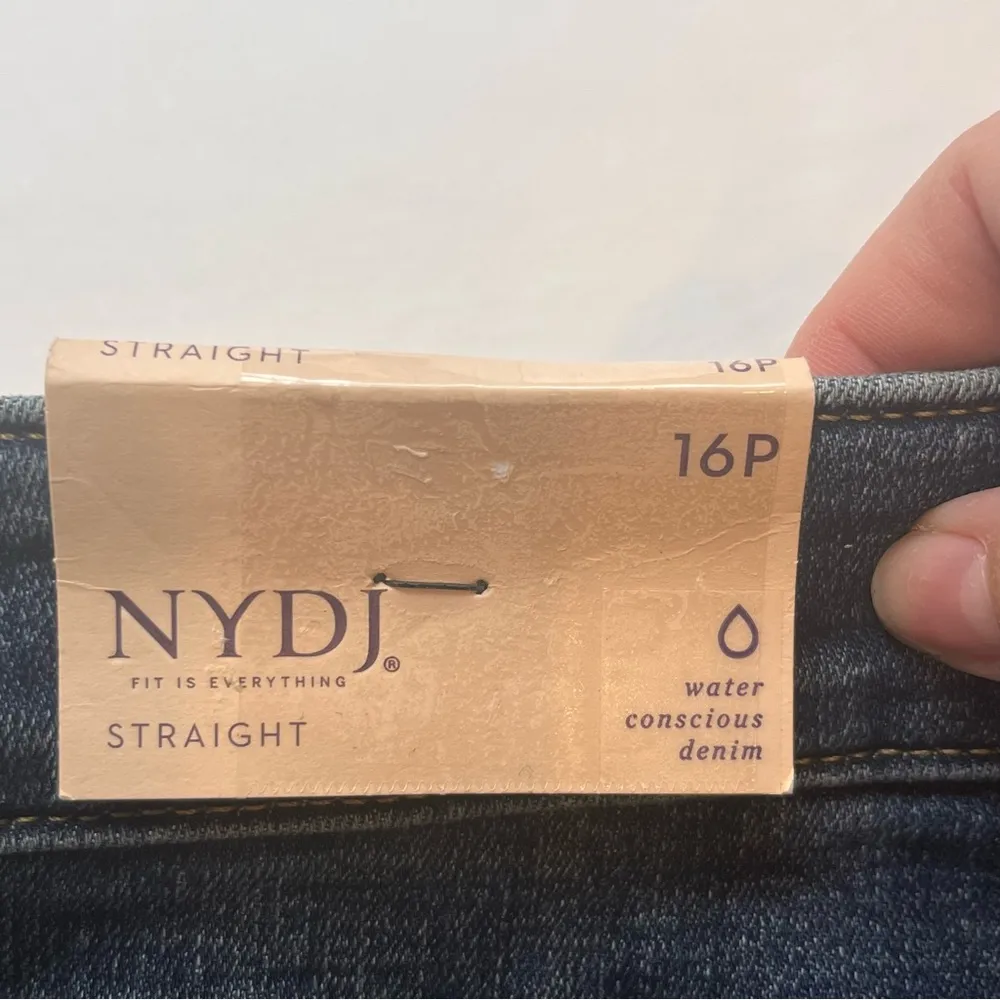 STRAIGHT 16P
16P
NYDJ®
FIT IS EVERYTHING
STRAIGHT
water
conscious
denim